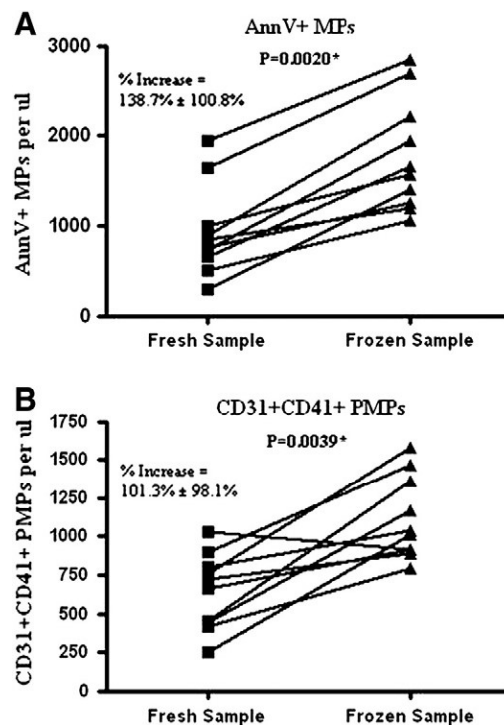 A
AnnV+ MPs
P=0.0020*
% Increase =
138.7% ± 100.8%
AnnV+ MPs per ul
3000
2000
1000
0
Fresh Sample
Frozen Sample
B
CD31+CD41+ PMPs
P=0.0039*
% Increase =
101.3% ± 98.1%
CD31+CD41+ PMPs per ul
1750
1500
1250
1000
750
500
250
0
Fresh Sample
Frozen Sample